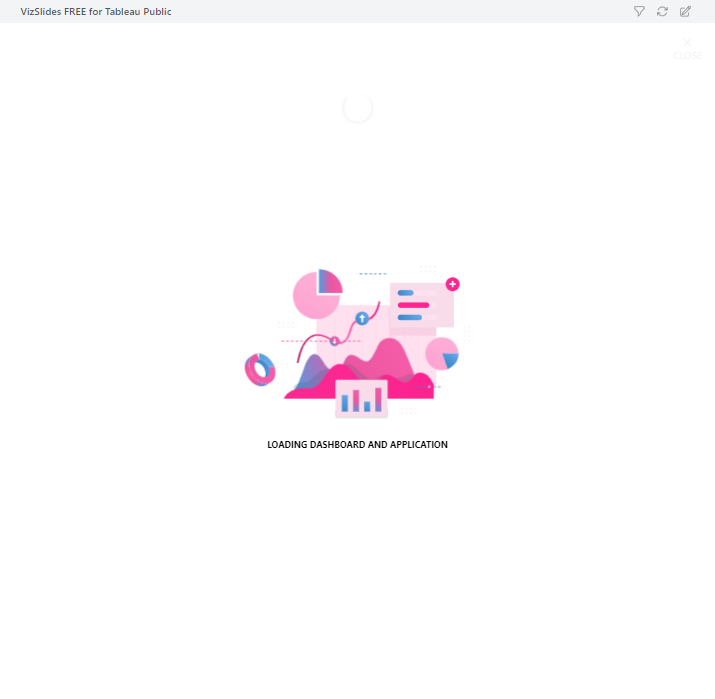 VizSlides FREE for Tableau Public
CLOSE
LOADING DASHBOARD AND APPLICATION